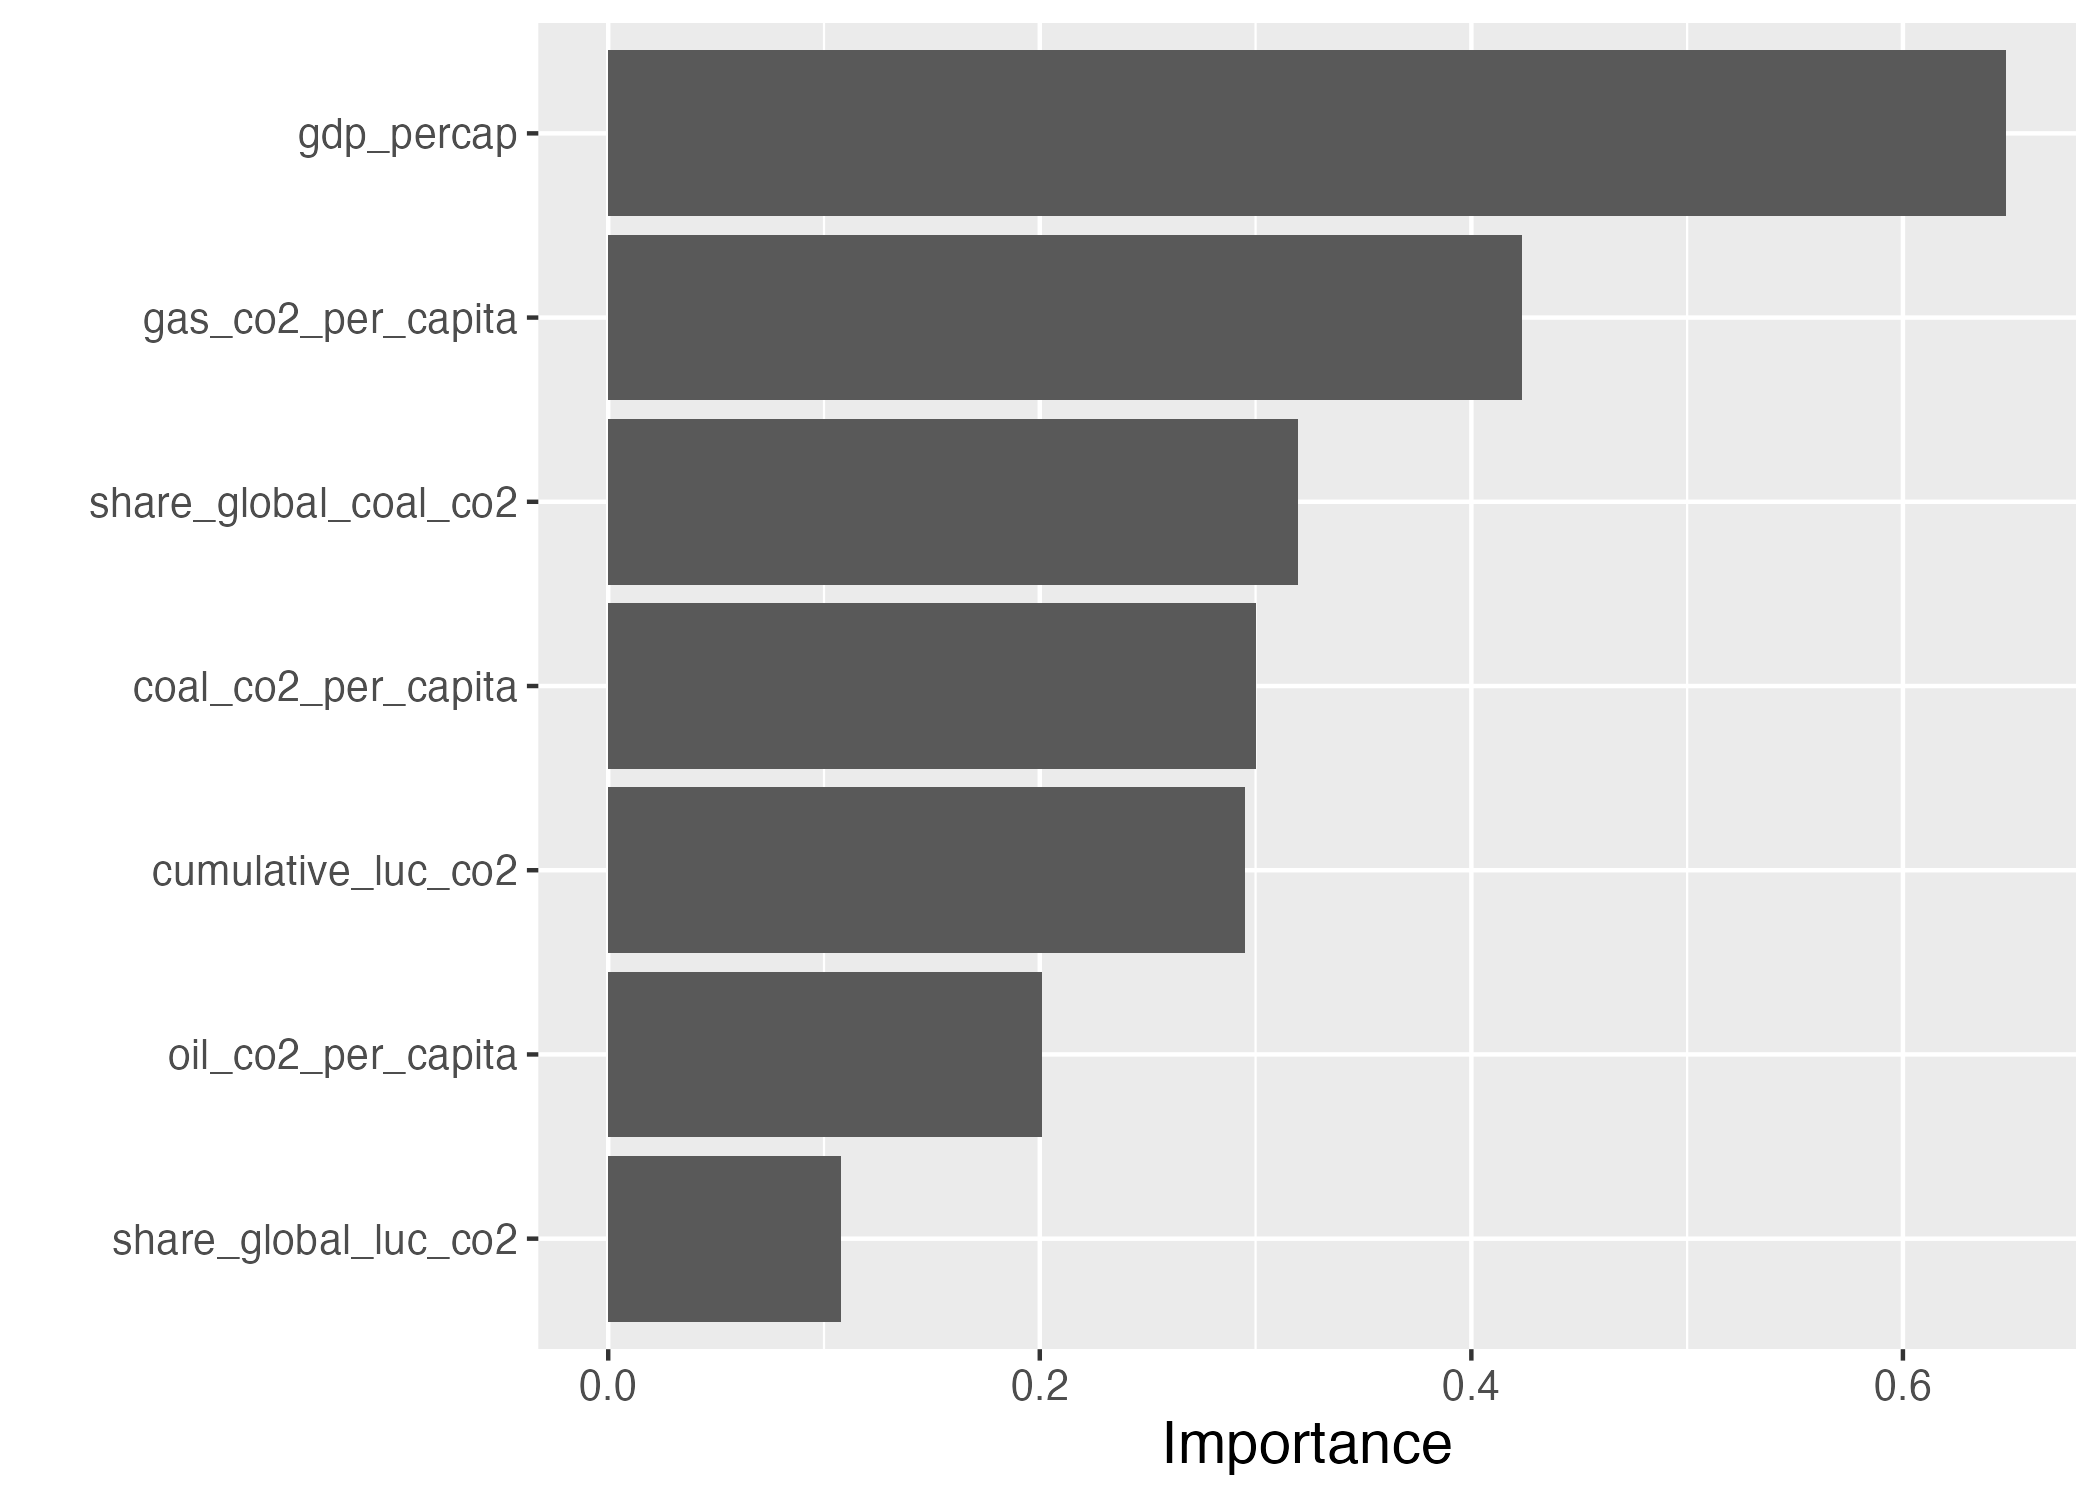 gdp_percap
gas_co2_per_capita
share_global_coal_co2
coal_co2_per_capita
cumulative_luc_co2
oil_co2_per_capita
share_global_luc_co2
0.0 0.2 0.4 0.6
Importance